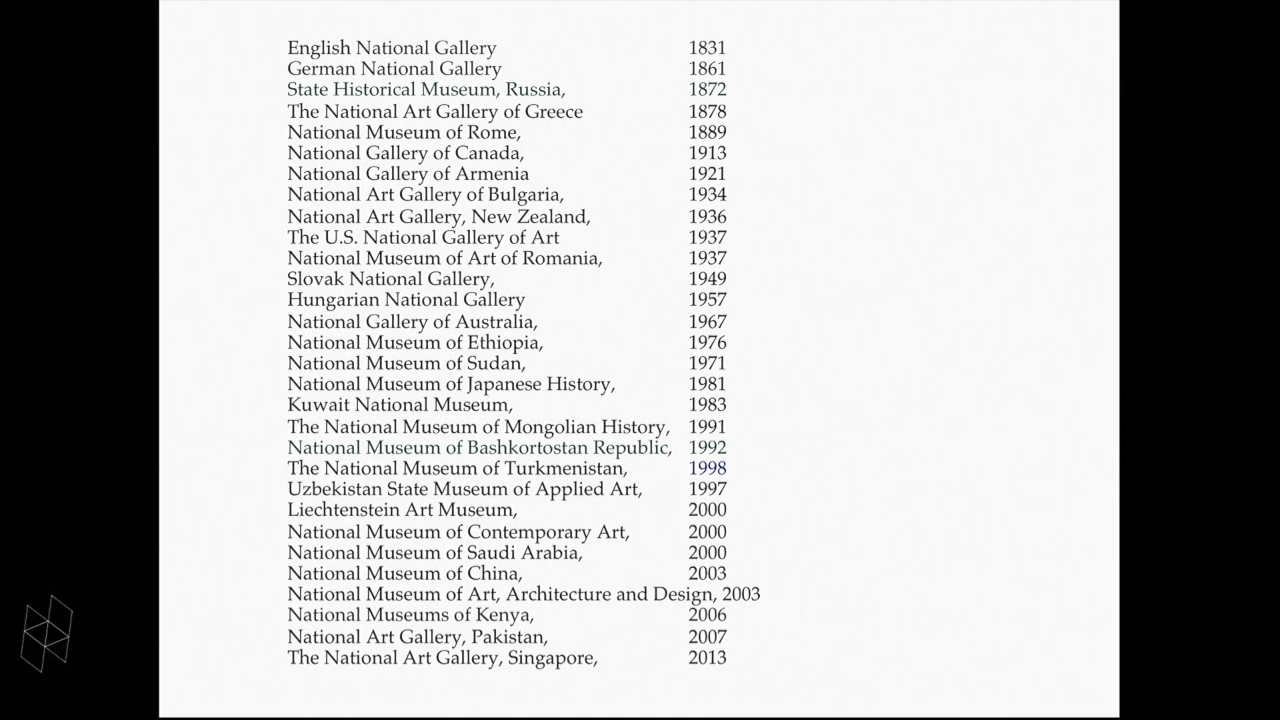 English National Gallery 1831
German National Gallery 1861
State Historical Museum, Russia, 1872
The National Art Gallery of Greece 1878
National Museum of Rome, 1889
National Gallery of Canada, 1913
National Gallery of Armenia 1921
National Art Gallery of Bulgaria, 1934
National Art Gallery, New Zealand, 1936
The U.S. National Gallery of Art 1937
National Museum of Art of Romania, 1937
Slovak National Gallery, 1949
Hungarian National Gallery 1957
National Gallery of Australia, 1967
National Museum of Ethiopia, 1976
National Museum of Sudan, 1971
National Museum of Japanese History, 1981
Kuwait National Museum, 1983
The National Museum of Mongolian History, 1991
National Museum of Bashkortostan Republic, 1992
The National Museum of Turkmenistan, 1998
Uzbekistan State Museum of Applied Art, 1997
Liechtenstein Art Museum, 2000
National Museum of Contemporary Art, 2000
National Museum of Saudi Arabia, 2000
National Museum of China, 2003
National Museum of Art, Architecture and Design, 2003
National Museums of Kenya, 2006
National Art Gallery, Pakistan, 2007
The National Art Gallery, Singapore, 2013